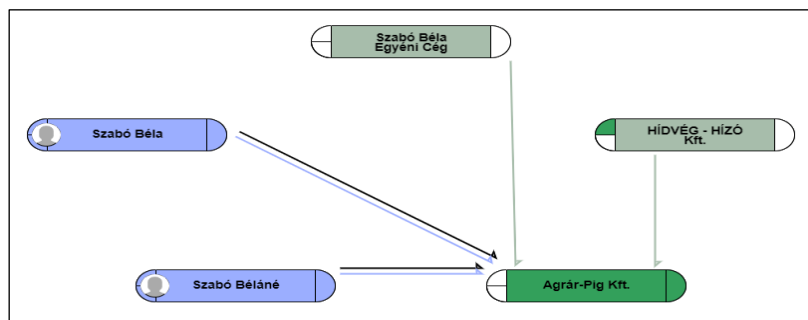 Szabó Béla
Egyéni Cég
Szabó Béla
HÍDVÉG - HÍZÓ
Kft.
Szabó Béláné
Agrár-Pig Kft.